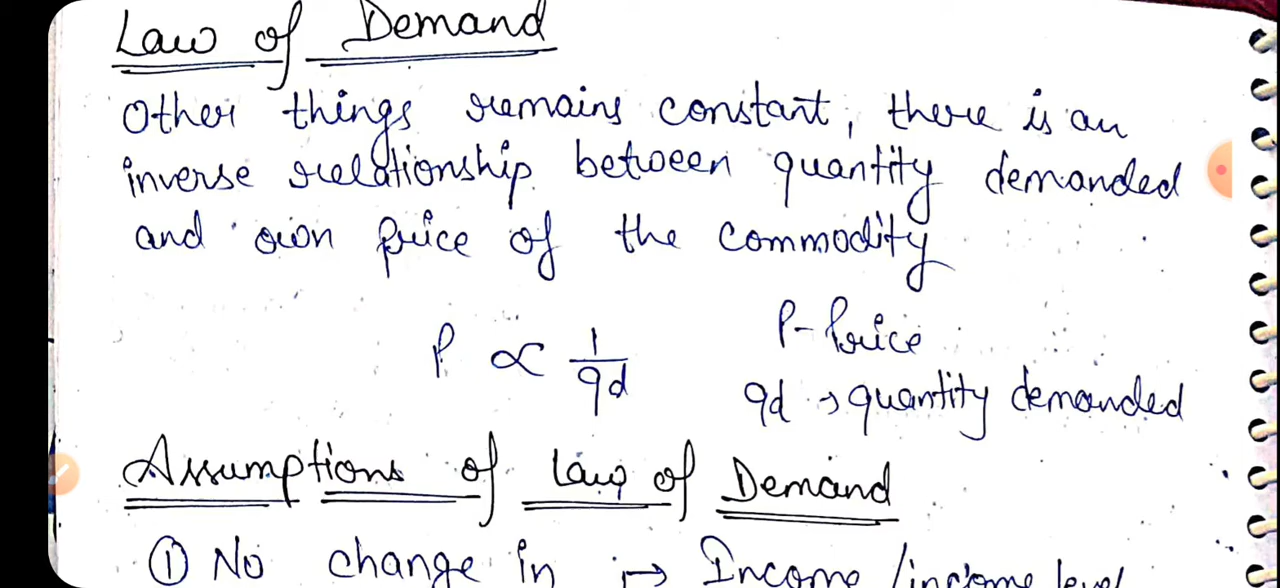 Law of Demand
Other things remains constant, there is an
inverse relationship between quantity demanded
and own price of the commodity
P ∝ 1/qd
P - Price
qd → quantity demanded
Assumptions of Law of Demand
① No change in → Income /income level